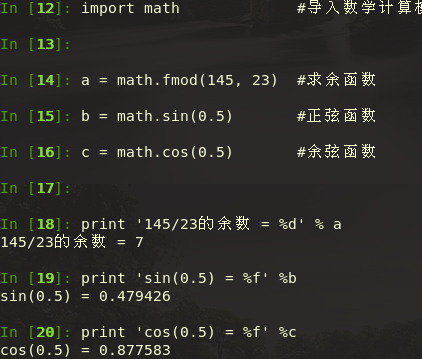 In [12]: import math #导入数学计算
In [13]:
In [14]: a = math.fmod(145, 23) #求余函数
In [15]: b = math.sin(0.5) #正弦函数
In [16]: c = math.cos(0.5) #余弦函数
In [17]:
In [18]: print '145/23的余数 = %d' % a
145/23的余数 = 7
In [19]: print 'sin(0.5) = %f' %b
sin(0.5) = 0.479426
In [20]: print 'cos(0.5) = %f' %c
cos(0.5) = 0.877583